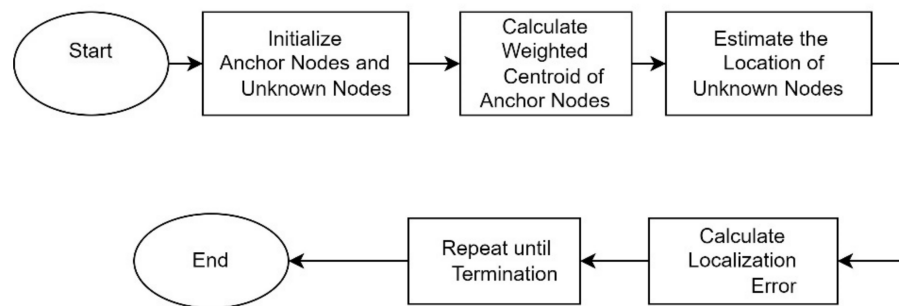 Start
Initialize
Anchor Nodes and
Unknown Nodes
Calculate
Weighted
Centroid of
Anchor Nodes
Estimate the
Location of
Unknown Nodes
Calculate
Localization
Error
Repeat until
Termination
End